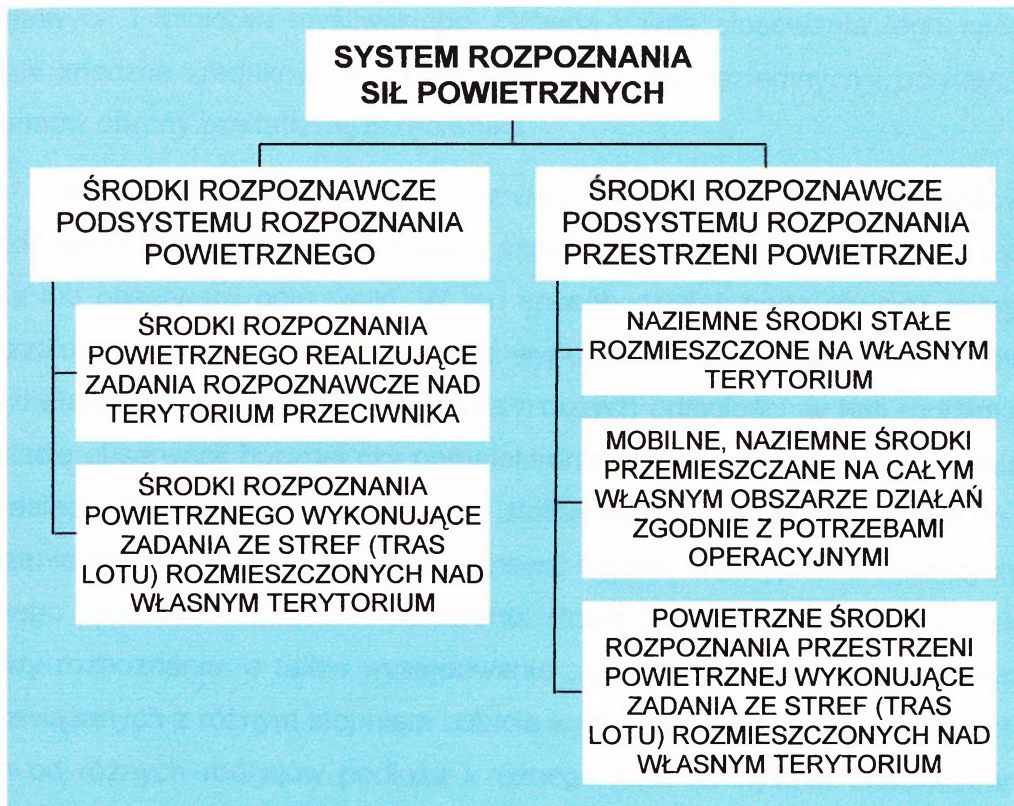 SYSTEM ROZPOZNANIA
SIŁ POWIETRZNYCH
ŚRODKI ROZPOZNAWCZE
PODSYSTEMU ROZPOZNANIA
POWIETRZNEGO
ŚRODKI ROZPOZNANIA
POWIETRZNEGO REALIZUJĄCE
ZADANIA ROZPOZNAWCZE NAD
TERYTORIUM PRZECIWNIKA
ŚRODKI ROZPOZNANIA
POWIETRZNEGO WYKONUJĄCE
ZADANIA ZE STREF (TRAS
LOTU) ROZMIESZCZONYCH NAD
WŁASNYM TERYTORIUM
ŚRODKI ROZPOZNAWCZE
PODSYSTEMU ROZPOZNANIA
PRZESTRZENI POWIETRZNEJ
NAZIEMNE ŚRODKI STAŁE
ROZMIESZCZONE NA WŁASNYM
TERYTORIUM
MOBILNE, NAZIEMNE ŚRODKI
PRZEMIESZCZANE NA CAŁYM
WŁASNYM OBSZARZE DZIAŁAŃ
ZGODNIE Z POTRZEBAMI
OPERACYJNYMI
POWIETRZNE ŚRODKI
ROZPOZNANIA PRZESTRZENI
POWIETRZNEJ WYKONUJĄCE
ZADANIA ZE STREF (TRAS
LOTU) ROZMIESZCZONYCH NAD
WŁASNYM TERYTORIUM